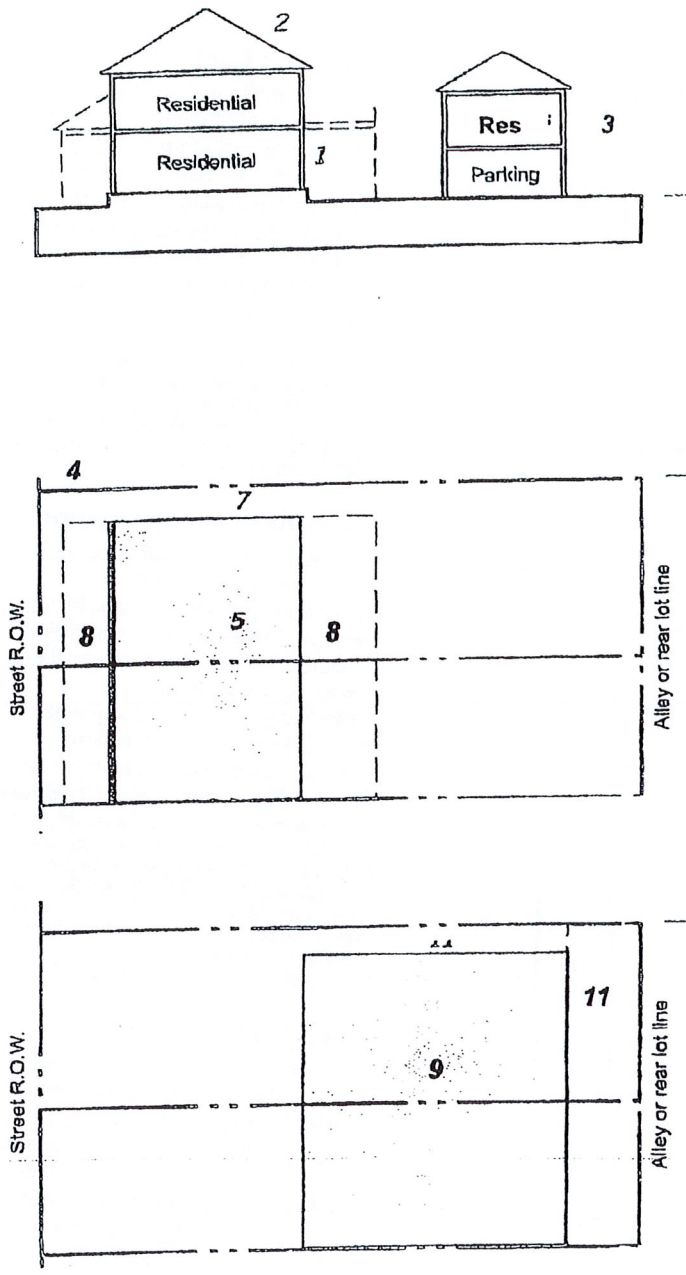 2
Residential
Res 3
Residential 1
Parking
4
7
Street R.O.W.
8 5 8
Alley or rear lot line
11
Street R.O.W.
9
Alley or rear lot line